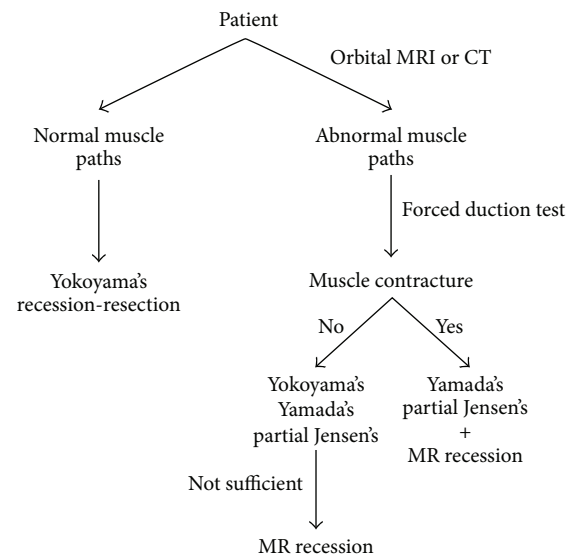 Patient
Orbital MRI or CT
Normal muscle
paths
Abnormal muscle
paths
Forced duction test
Yokoyama's
recession-resection
Muscle contracture
No
Yes
Yokoyama's
Yamada's
partial Jensen's
Yamada's
partial Jensen's
+
MR recession
Not sufficient
MR recession